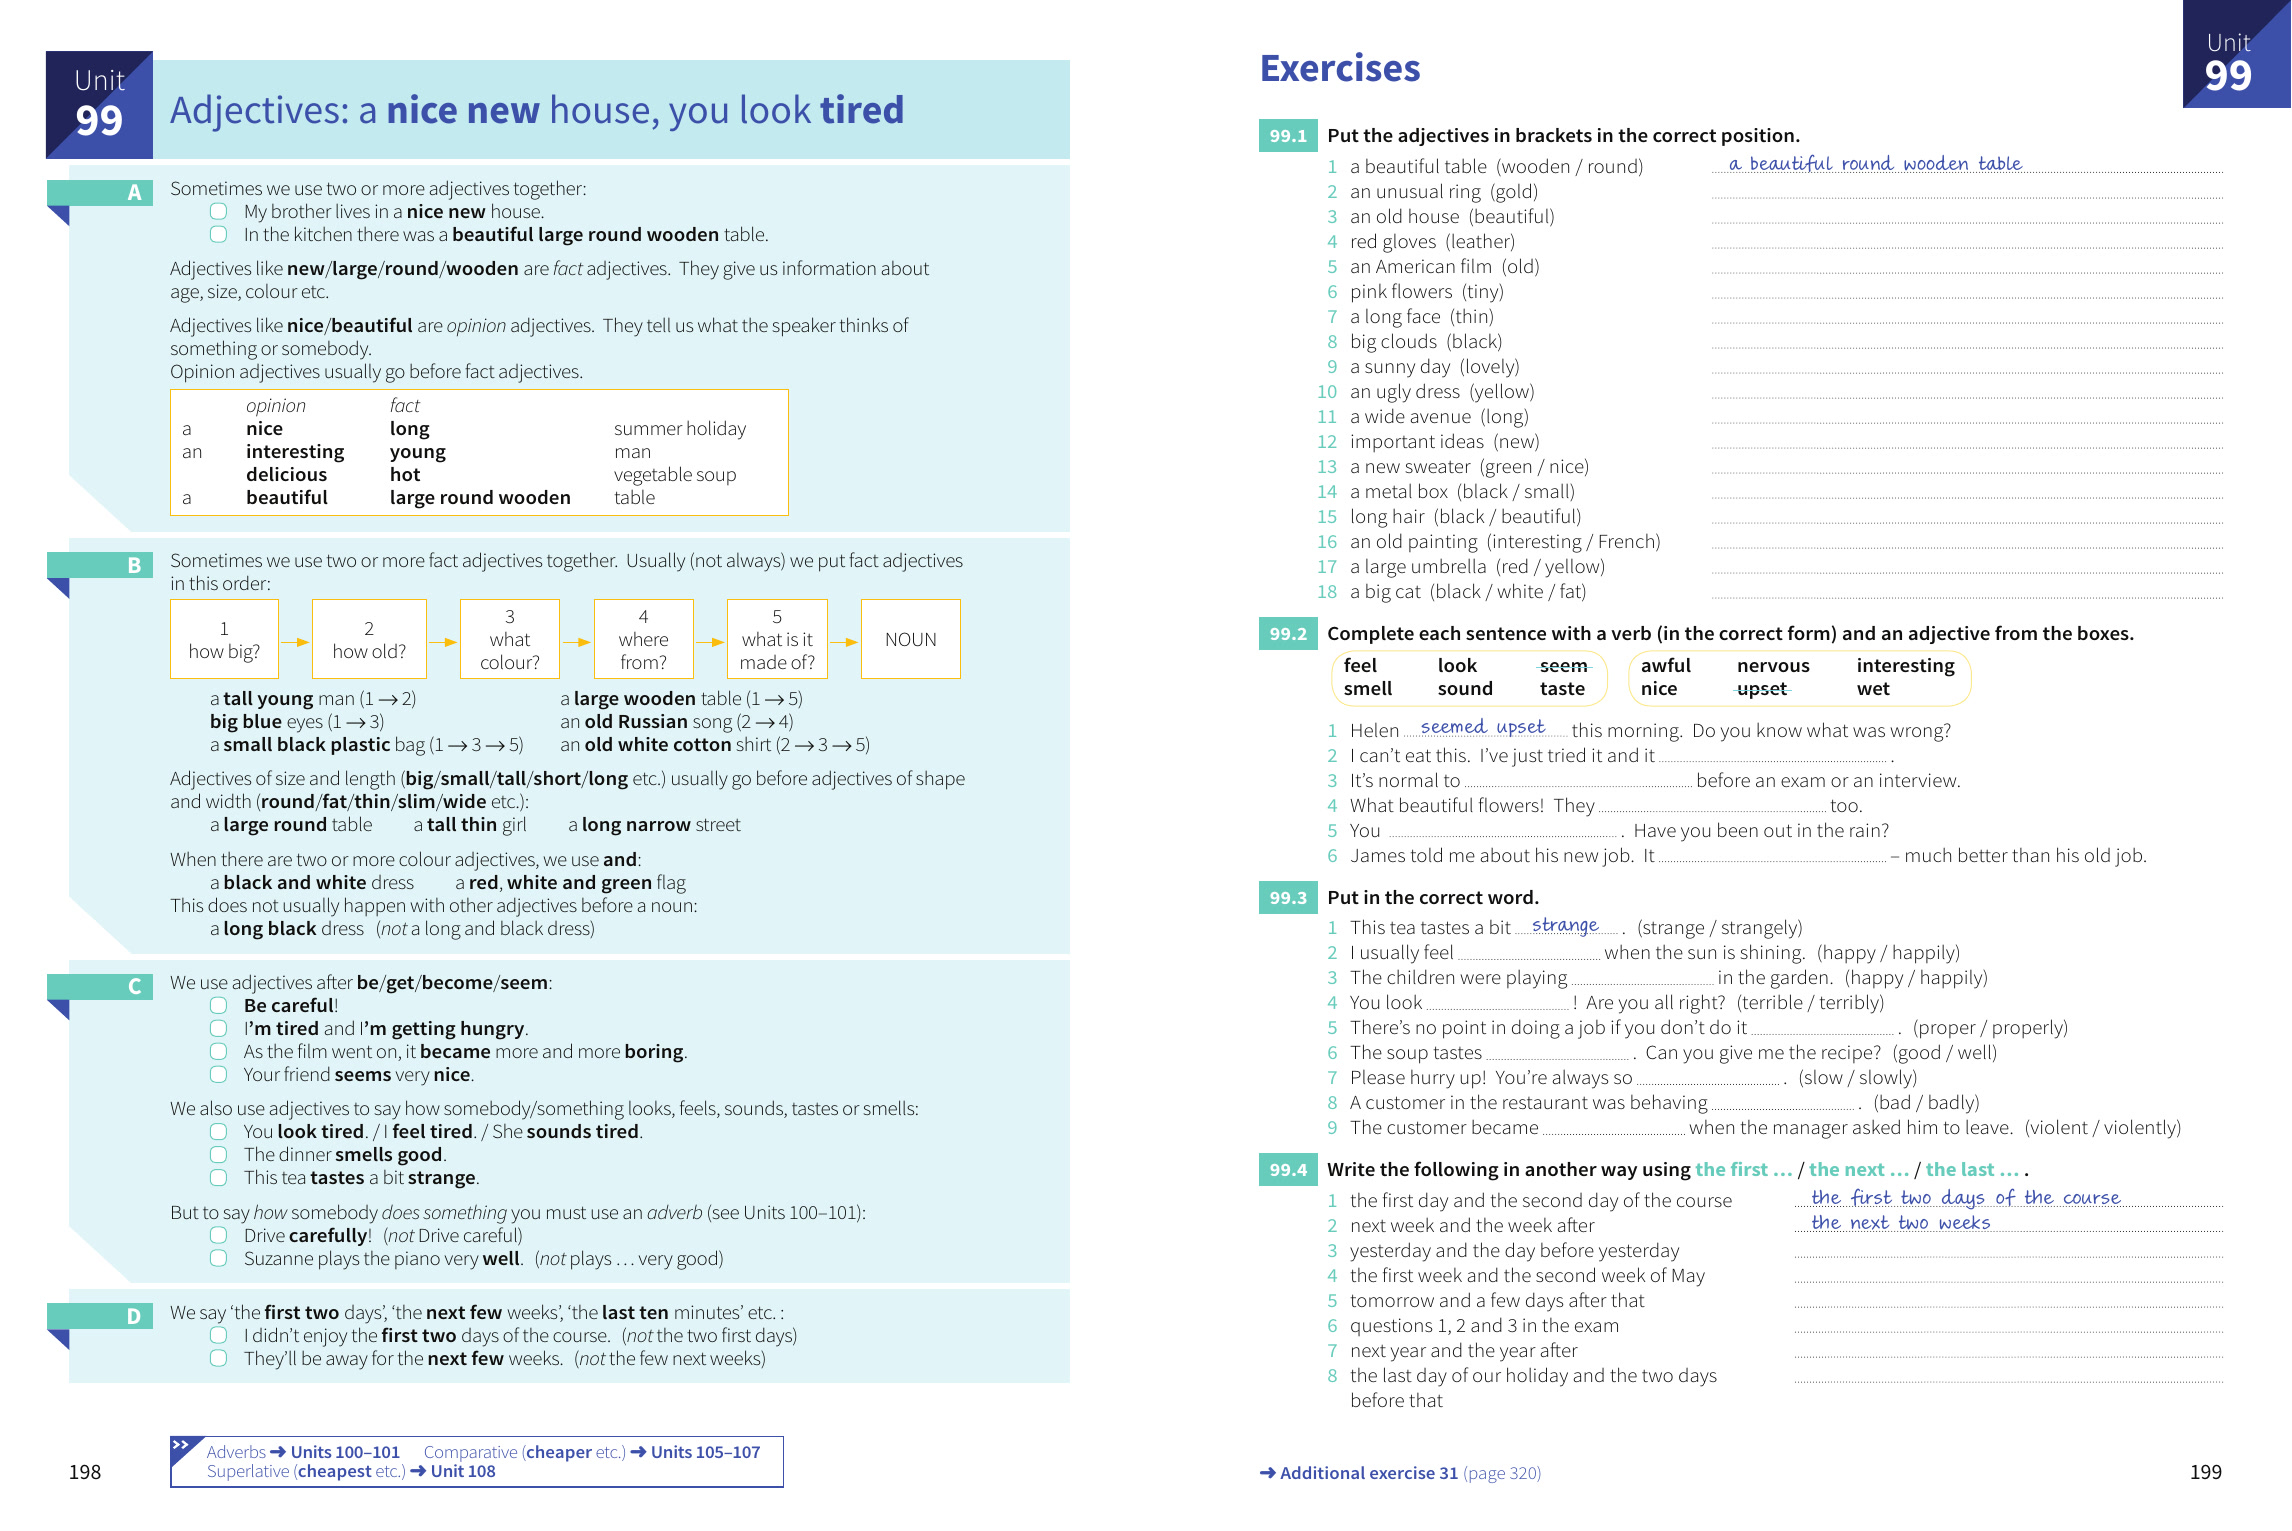 Unit
99
Adjectives: a nice new house, you look tired
A
Sometimes we use two or more adjectives together:
My brother lives in a nice new house.
In the kitchen there was a beautiful large round wooden table.
Adjectives like new/large/round/wooden are fact adjectives. They give us information about
age, size, colour etc.
Adjectives like nice/beautiful are opinion adjectives. They tell us what the speaker thinks of
something or somebody.
Opinion adjectives usually go before fact adjectives.
opinion fact
a nice long summer holiday
an interesting young man
delicious hot vegetable soup
a beautiful large round wooden table
B
Sometimes we use two or more fact adjectives together. Usually (not always) we put fact adjectives
in this order:
1
how big?
2
how old?
3
what
colour?
4
where
from?
5
what is it
made of?
NOUN
a tall young man (1 → 2) a large wooden table (1 → 5)
big blue eyes (1 → 3) an old Russian song (2 → 4)
a small black plastic bag (1 → 3 → 5) an old white cotton shirt (2 → 3 → 5)
Adjectives of size and length (big/small/tall/short/long etc.) usually go before adjectives of shape
and width (round/fat/thin/slim/wide etc.):
a large round table a tall thin girl a long narrow street
When there are two or more colour adjectives, we use and:
a black and white dress a red, white and green flag
This does not usually happen with other adjectives before a noun:
a long black dress (not a long and black dress)
C
We use adjectives after be/get/become/seem:
Be careful!
I'm tired and I'm getting hungry.
As the film went on, it became more and more boring.
Your friend seems very nice.
We also use adjectives to say how somebody/something looks, feels, sounds, tastes or smells:
You look tired. / I feel tired. / She sounds tired.
The dinner smells good.
This tea tastes a bit strange.
But to say how somebody does something you must use an adverb (see Units 100–101):
Drive carefully! (not Drive careful)
Suzanne plays the piano very well. (not plays … very good)
D
We say ‘the first two days’, ‘the next few weeks’, ‘the last ten minutes’ etc. :
I didn't enjoy the first two days of the course. (not the two first days)
They'll be away for the next few weeks. (not the few next weeks)
>> Adverbs ➜ Units 100–101 Comparative (cheaper etc.) ➜ Units 105–107
Superlative (cheapest etc.) ➜ Unit 108
198
Unit
99
Exercises
99.1 Put the adjectives in brackets in the correct position.
1 a beautiful table (wooden / round) a beautiful round wooden table
2 an unusual ring (gold)
3 an old house (beautiful)
4 red gloves (leather)
5 an American film (old)
6 pink flowers (tiny)
7 a long face (thin)
8 big clouds (black)
9 a sunny day (lovely)
10 an ugly dress (yellow)
11 a wide avenue (long)
12 important ideas (new)
13 a new sweater (green / nice)
14 a metal box (black / small)
15 long hair (black / beautiful)
16 an old painting (interesting / French)
17 a large umbrella (red / yellow)
18 a big cat (black / white / fat)
99.2 Complete each sentence with a verb (in the correct form) and an adjective from the boxes.
feel look seem awful nervous interesting
smell sound taste nice upset wet
1 Helen seemed upset this morning. Do you know what was wrong?
2 I can't eat this. I've just tried it and it .
3 It's normal to before an exam or an interview.
4 What beautiful flowers! They too.
5 You . Have you been out in the rain?
6 James told me about his new job. It – much better than his old job.
99.3 Put in the correct word.
1 This tea tastes a bit strange . (strange / strangely)
2 I usually feel when the sun is shining. (happy / happily)
3 The children were playing in the garden. (happy / happily)
4 You look ! Are you all right? (terrible / terribly)
5 There's no point in doing a job if you don't do it . (proper / properly)
6 The soup tastes . Can you give me the recipe? (good / well)
7 Please hurry up! You're always so . (slow / slowly)
8 A customer in the restaurant was behaving . (bad / badly)
9 The customer became when the manager asked him to leave. (violent / violently)
99.4 Write the following in another way using the first … / the next … / the last … .
1 the first day and the second day of the course the first two days of the course
2 next week and the week after the next two weeks
3 yesterday and the day before yesterday
4 the first week and the second week of May
5 tomorrow and a few days after that
6 questions 1, 2 and 3 in the exam
7 next year and the year after
8 the last day of our holiday and the two days
before that
➜ Additional exercise 31 (page 320)
199